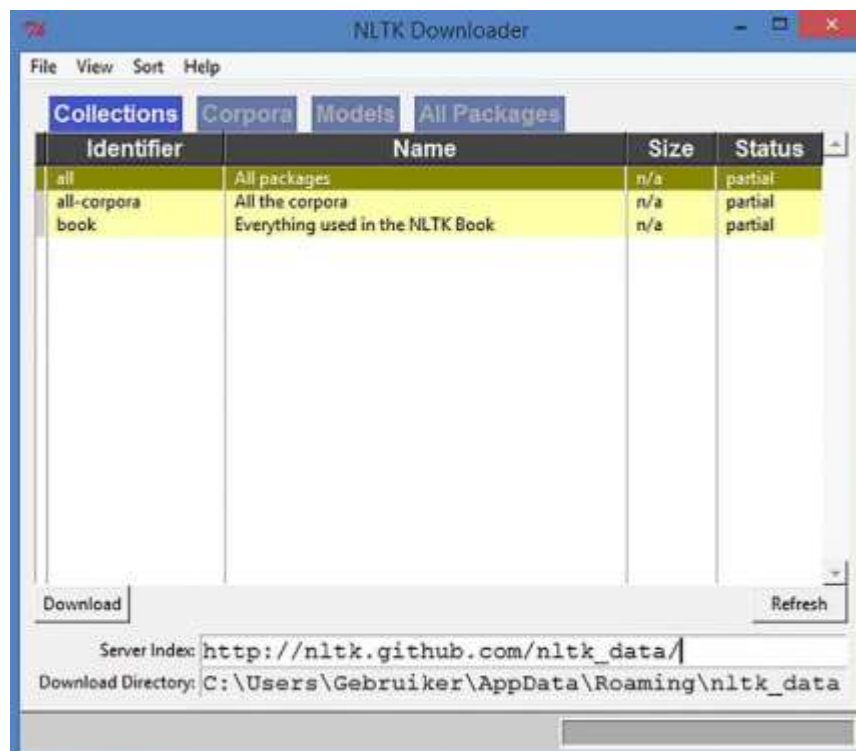 NLTK Downloader
File View Sort Help
Collections Corpora Models All Packages
Identifier Name Size Status
all All packages n/a partial
all-corpora All the corpora n/a partial
book Everything used in the NLTK Book n/a partial
Download Refresh
Server Index: http://nltk.github.com/nltk_data/
Download Directory: C:\Users\Gebruiker\AppData\Roaming\nltk_data